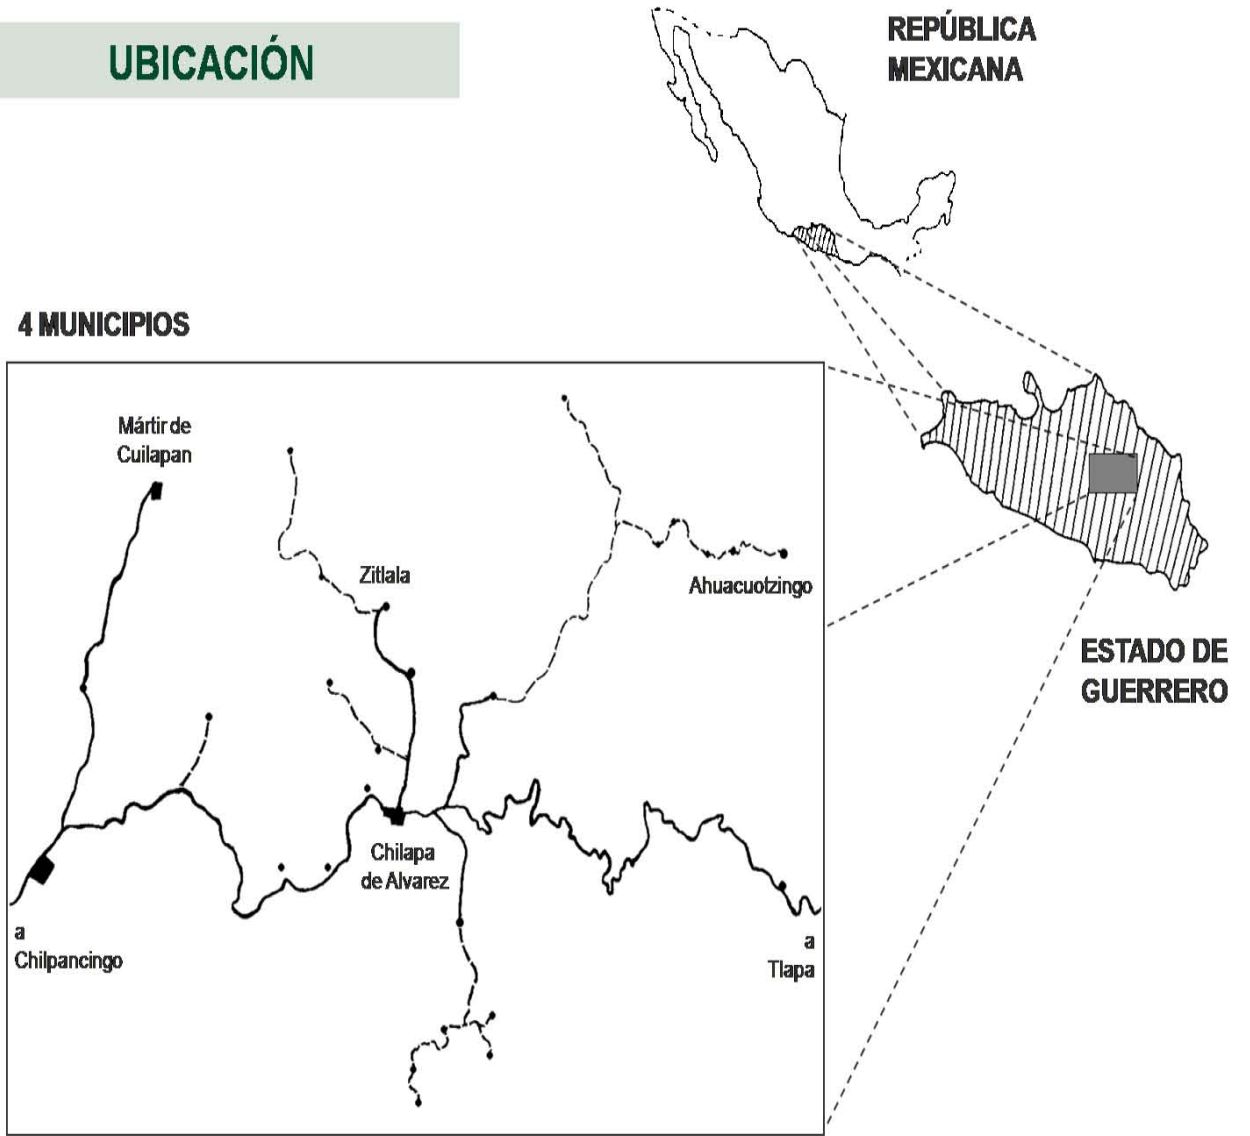 UBICACIÓN
REPÚBLICA
MEXICANA
4 MUNICIPIOS
Mártir de
Cuilapan
Zitlala
Ahuacuotzingo
Chilapa
de Alvarez
a
Chilpancingo
a
Tlapa
ESTADO DE
GUERRERO